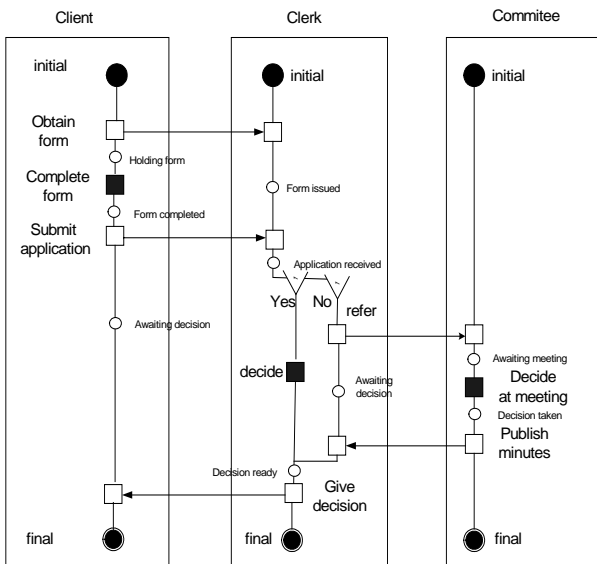 Client
Clerk
Commitee
initial
initial
initial
Obtain
form
Holding form
Complete
form
Form issued
Form completed
Submit
application
Application received
Yes
No
refer
Awaiting decision
Awaiting meeting
decide
Awaiting
decision
Decide
at meeting
Decision taken
Publish
minutes
Decision ready
Give
decision
final
final
final